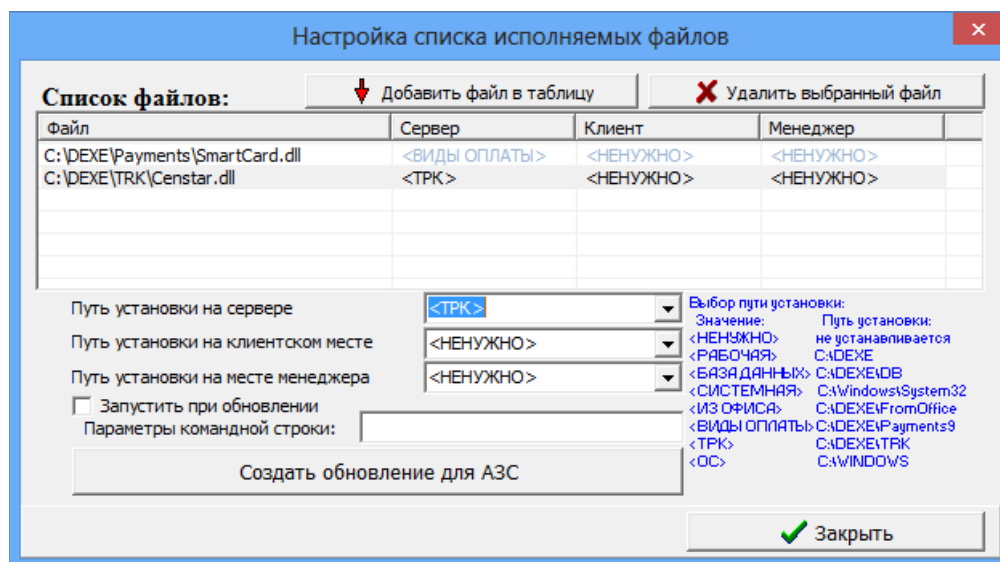 Настройка списка исполняемых файлов
Список файлов: Добавить файл в таблицу Удалить выбранный файл
Файл Сервер Клиент Менеджер
C:\DEXE\Payments\SmartCard.dll <ВИДЫ ОПЛАТЫ> <НЕНУЖНО> <НЕНУЖНО>
C:\DEXE\TRK\Censtar.dll <ТРК> <НЕНУЖНО> <НЕНУЖНО>
Путь установки на сервере <ТРК>
Путь установки на клиентском месте <НЕНУЖНО>
Путь установки на месте менеджера <НЕНУЖНО>
Запустить при обновлении
Параметры командной строки:
Создать обновление для АЗС
Выбор пути установки:
Значение: Путь установки:
<НЕНУЖНО> не устанавливается
<РАБОЧАЯ> C:\DEXE
<БАЗА ДАННЫХ> C:\DEXE\DB
<СИСТЕМНАЯ> C:\Windows\System32
<ИЗ ОФИСА> C:\DEXE\FromOffice
<ВИДЫ ОПЛАТЫ> C:\DEXE\Payments9
<ТРК> C:\DEXE\TRK
<ОС> C:\WINDOWS
Закрыть